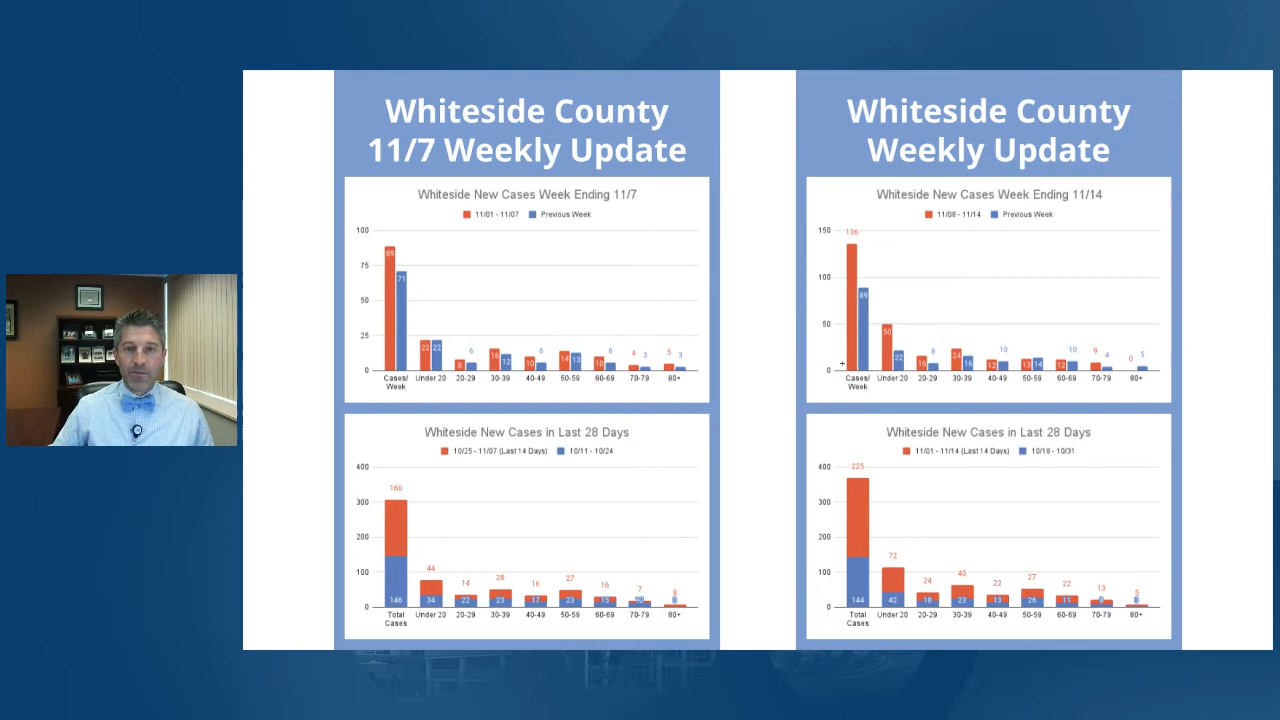 Whiteside County
11/7 Weekly Update
Whiteside New Cases Week Ending 11/7
11/01 - 11/07 Previous Week
100
75
50
25
0
89 71
22 22
8 6
16 12
10 6
14 13
10 6
4 3
5 3
Cases/ Under 20 20-29 30-39 40-49 50-59 60-69 70-79 80+
Week
Whiteside New Cases in Last 28 Days
10/25 - 11/07 (Last 14 Days) 10/11 - 10/24
400
300
200
100
0
160
44
14
28
16
27
16
7
8
146 34 22 23 17 23 15
Total Under 20 20-29 30-39 40-49 50-59 60-69 70-79 80+
Cases
Whiteside County
Weekly Update
Whiteside New Cases Week Ending 11/14
11/08 - 11/14 Previous Week
150
100
50
0
136 89
50 22
16 8
24 16
12 10
13 14
12 10
9 4
0 5
Cases/ Under 20 20-29 30-39 40-49 50-59 60-69 70-79 80+
Week
Whiteside New Cases in Last 28 Days
11/01 - 11/14 (Last 14 Days) 10/18 - 10/31
400
300
200
100
0
225
72
24
40
22
27
22
13
5
144 42 18 23 13 26 11
Total Under 20 20-29 30-39 40-49 50-59 60-69 70-79 80+
Cases